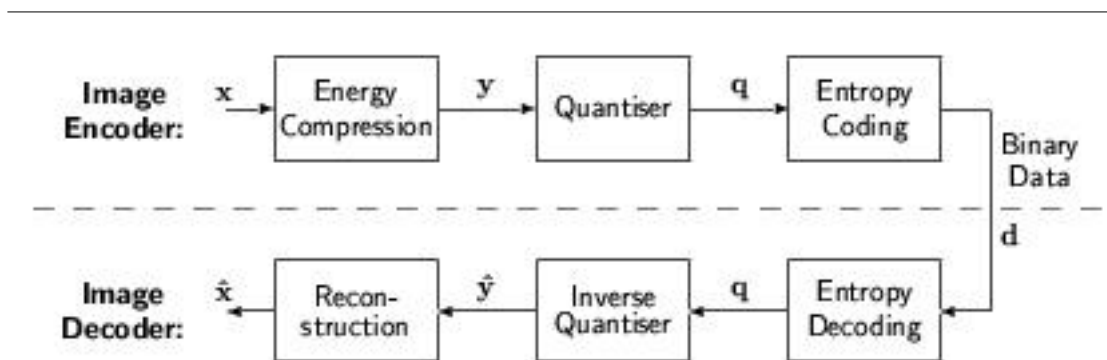 Image
Encoder:
x
Energy
Compression
y
Quantiser
q
Entropy
Coding
Binary
Data
d
Image
Decoder:
x̂
Recon-
struction
ŷ
Inverse
Quantiser
q
Entropy
Decoding